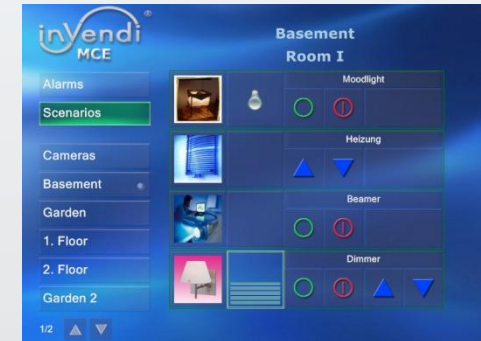 inVendi
MCE
Basement
Room I
Alarms
Scenarios
Cameras
Basement
Garden
1. Floor
2. Floor
Garden 2
1/2
Moodlight
Heizung
Beamer
Dimmer